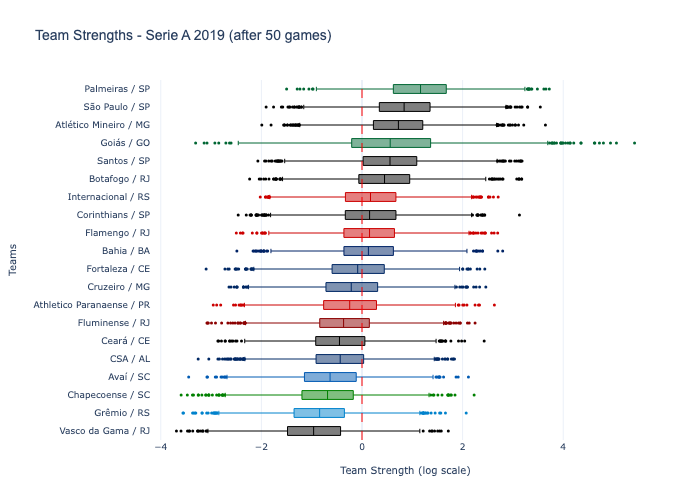 Team Strengths - Serie A 2019 (after 50 games)
Palmeiras / SP
São Paulo / SP
Atlético Mineiro / MG
Goiás / GO
Santos / SP
Botafogo / RJ
Internacional / RS
Corinthians / SP
Flamengo / RJ
Bahia / BA
Fortaleza / CE
Cruzeiro / MG
Athletico Paranaense / PR
Fluminense / RJ
Ceará / CE
CSA / AL
Avaí / SC
Chapecoense / SC
Grêmio / RS
Vasco da Gama / RJ
Teams
−4 −2 0 2 4
Team Strength (log scale)